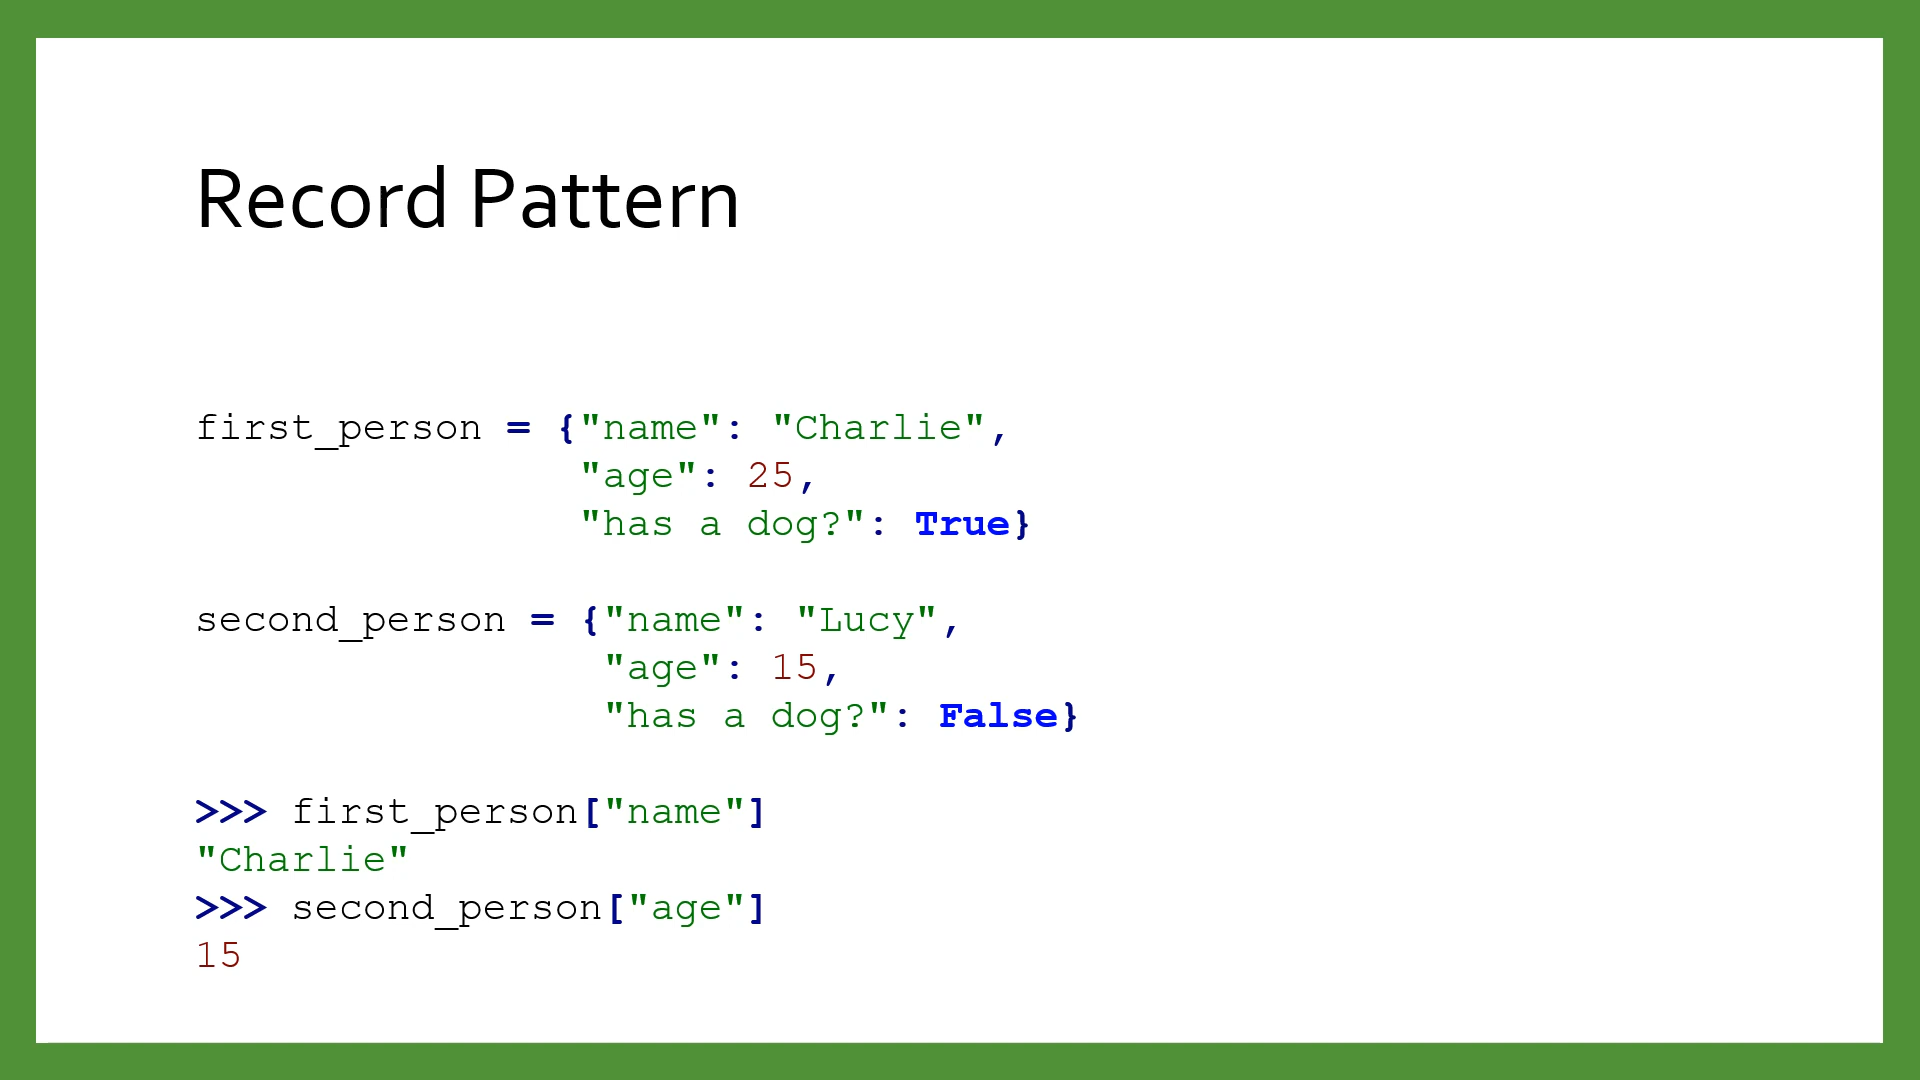 Record Pattern
first_person = {"name": "Charlie",
                "age": 25,
                "has a dog?": True}
second_person = {"name": "Lucy",
                 "age": 15,
                 "has a dog?": False}
>>> first_person["name"]
"Charlie"
>>> second_person["age"]
15